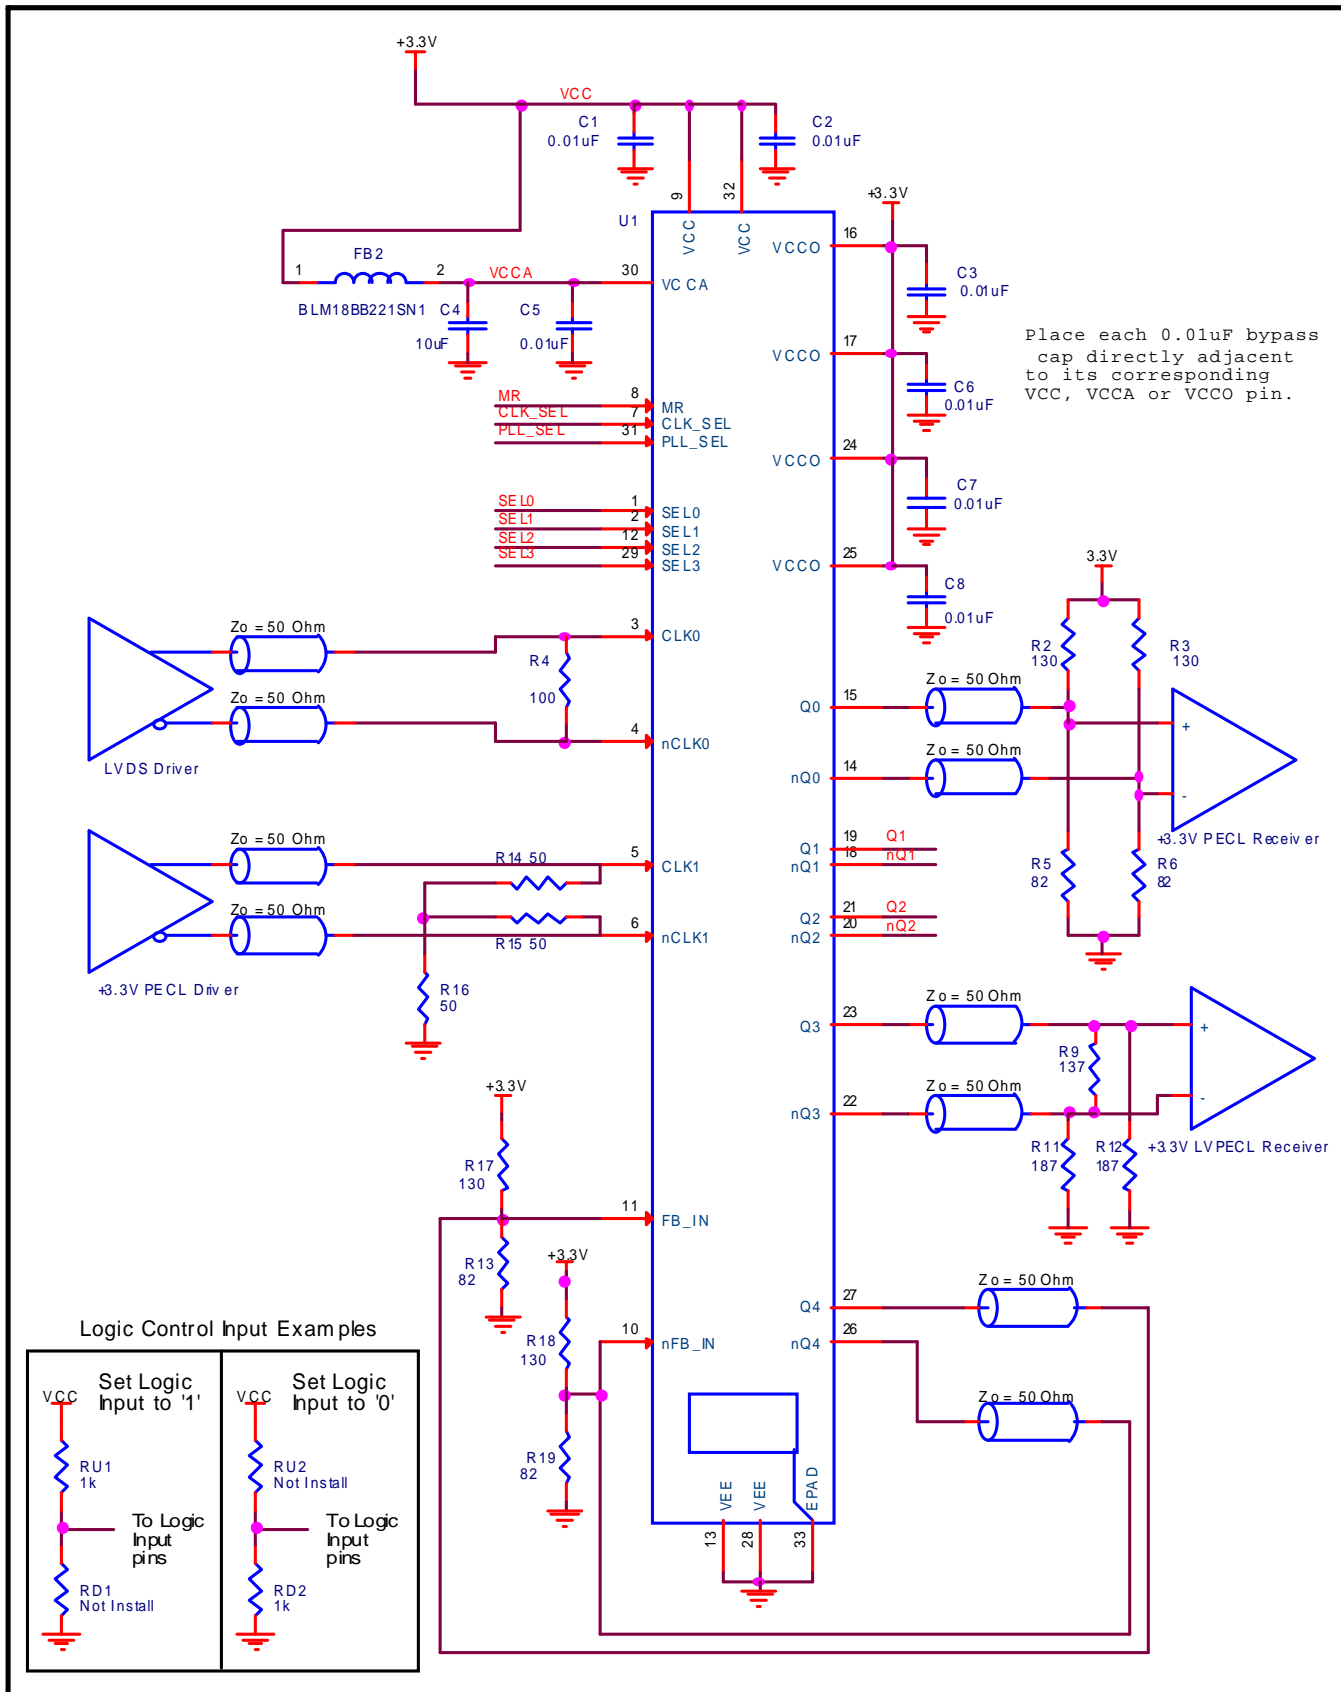 +3.3V
VCC
C1
0.01uF
C2
0.01uF
9
32
+3.3V
U1
VCC
VCC
VCCO
16
FB2
1
2
VCCA
30
VCCA
BLM18BB221SN1
C4
10uF
C5
0.01uF
C3
0.01uF
17
VCCO
C6
0.01uF
Place each 0.01uF bypass
cap directly adjacent
to its corresponding
VCC, VCCA or VCCO pin.
MR
8
MR
CLK_SEL
7
CLK_SEL
PLL_SEL
31
PLL_SEL
24
VCCO
C7
0.01uF
SEL0
1
SEL0
SEL1
2
SEL1
SEL2
12
SEL2
SEL3
29
SEL3
25
VCCO
C8
0.01uF
3.3V
Zo = 50 Ohm
3
CLK0
R4
100
Zo = 50 Ohm
4
nCLK0
LVDS Driver
R2
130
R3
130
Zo = 50 Ohm
15
Q0
+
Zo = 50 Ohm
14
nQ0
-
+3.3V PECL Receiver
R5
82
R6
82
Zo = 50 Ohm
5
CLK1
R14 50
Zo = 50 Ohm
R15 50
6
nCLK1
R16
50
+3.3V PECL Driver
19
Q1
Q1
18
nQ1
nQ1
21
Q2
Q2
20
nQ2
nQ2
Zo = 50 Ohm
23
Q3
+
R9
137
Zo = 50 Ohm
22
nQ3
-
R11
187
R12
187
+3.3V LVPECL Receiver
+3.3V
R17
130
11
FB_IN
R13
82
+3.3V
R18
130
10
nFB_IN
R19
82
Zo = 50 Ohm
27
Q4
26
nQ4
Zo = 50 Ohm
VEE
VEE
EPAD
13
28
33
Logic Control Input Examples
Set Logic
Input to '1'
VCC
RU1
1k
To Logic
Input
pins
RD1
Not Install
Set Logic
Input to '0'
VCC
RU2
Not Install
To Logic
Input
pins
RD2
1k